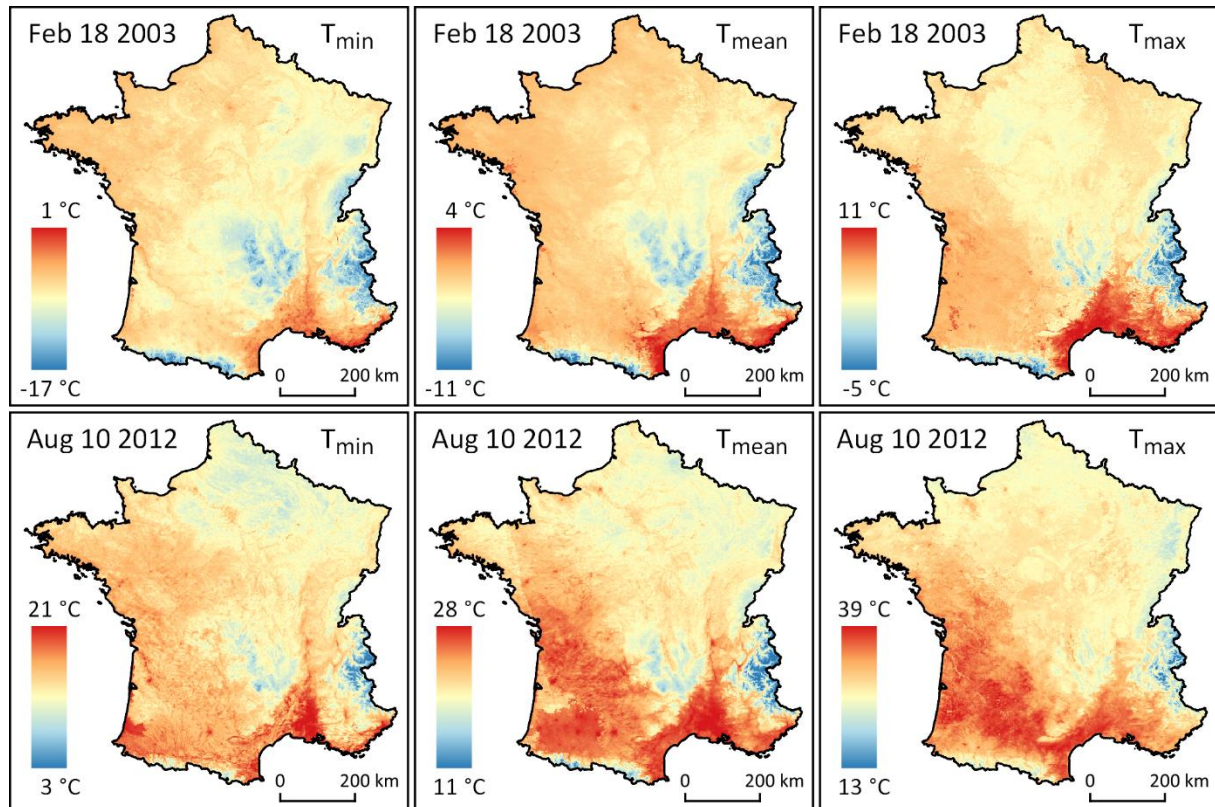 Feb 18 2003 Tmin
1 °C
-17 °C
0 200 km
Feb 18 2003 Tmean
4 °C
-11 °C
0 200 km
Feb 18 2003 Tmax
11 °C
-5 °C
0 200 km
Aug 10 2012 Tmin
21 °C
3 °C
0 200 km
Aug 10 2012 Tmean
28 °C
11 °C
0 200 km
Aug 10 2012 Tmax
39 °C
13 °C
0 200 km